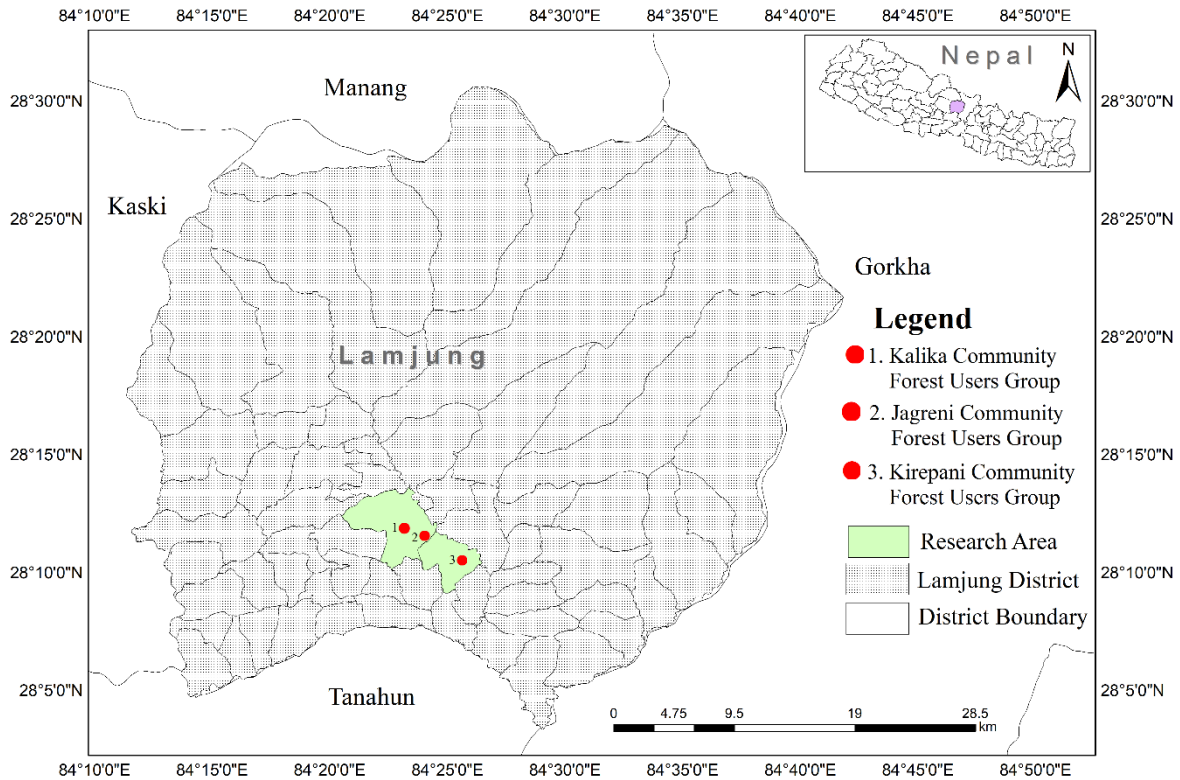 84°10'0"E 84°15'0"E 84°20'0"E 84°25'0"E 84°30'0"E 84°35'0"E 84°40'0"E 84°45'0"E 84°50'0"E
Nepal
N
Manang
28°30'0"N 28°30'0"N
Kaski
28°25'0"N 28°25'0"N
Gorkha
Legend
28°20'0"N 28°20'0"N
Lamjung
1. Kalika Community
Forest Users Group
2. Jagreni Community
Forest Users Group
28°15'0"N 28°15'0"N
3. Kirepani Community
Forest Users Group
1
2
3
Research Area
28°10'0"N 28°10'0"N
Lamjung District
District Boundary
28°5'0"N 28°5'0"N
Tanahun
0 4.75 9.5 19 28.5
km
84°10'0"E 84°15'0"E 84°20'0"E 84°25'0"E 84°30'0"E 84°35'0"E 84°40'0"E 84°45'0"E 84°50'0"E